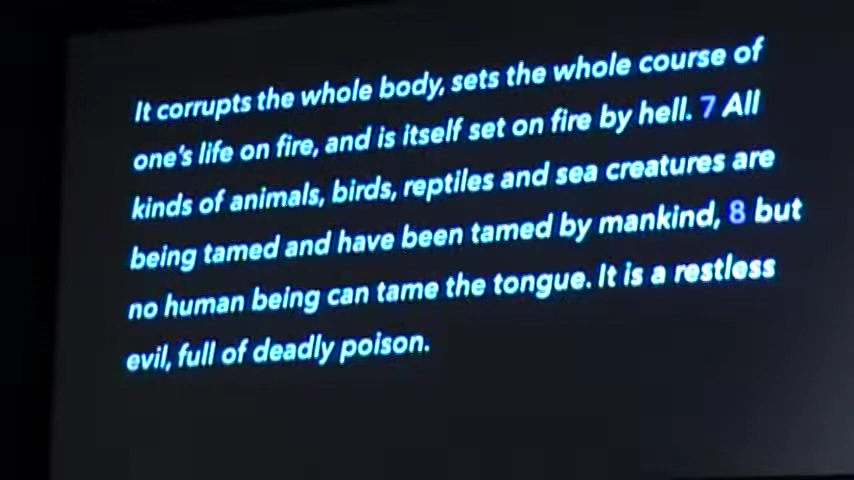 It corrupts the whole body, sets the whole course of
one's life on fire, and is itself set on fire by hell. 7 All
kinds of animals, birds, reptiles and sea creatures are
being tamed and have been tamed by mankind, 8 but
no human being can tame the tongue. It is a restless
evil, full of deadly poison.